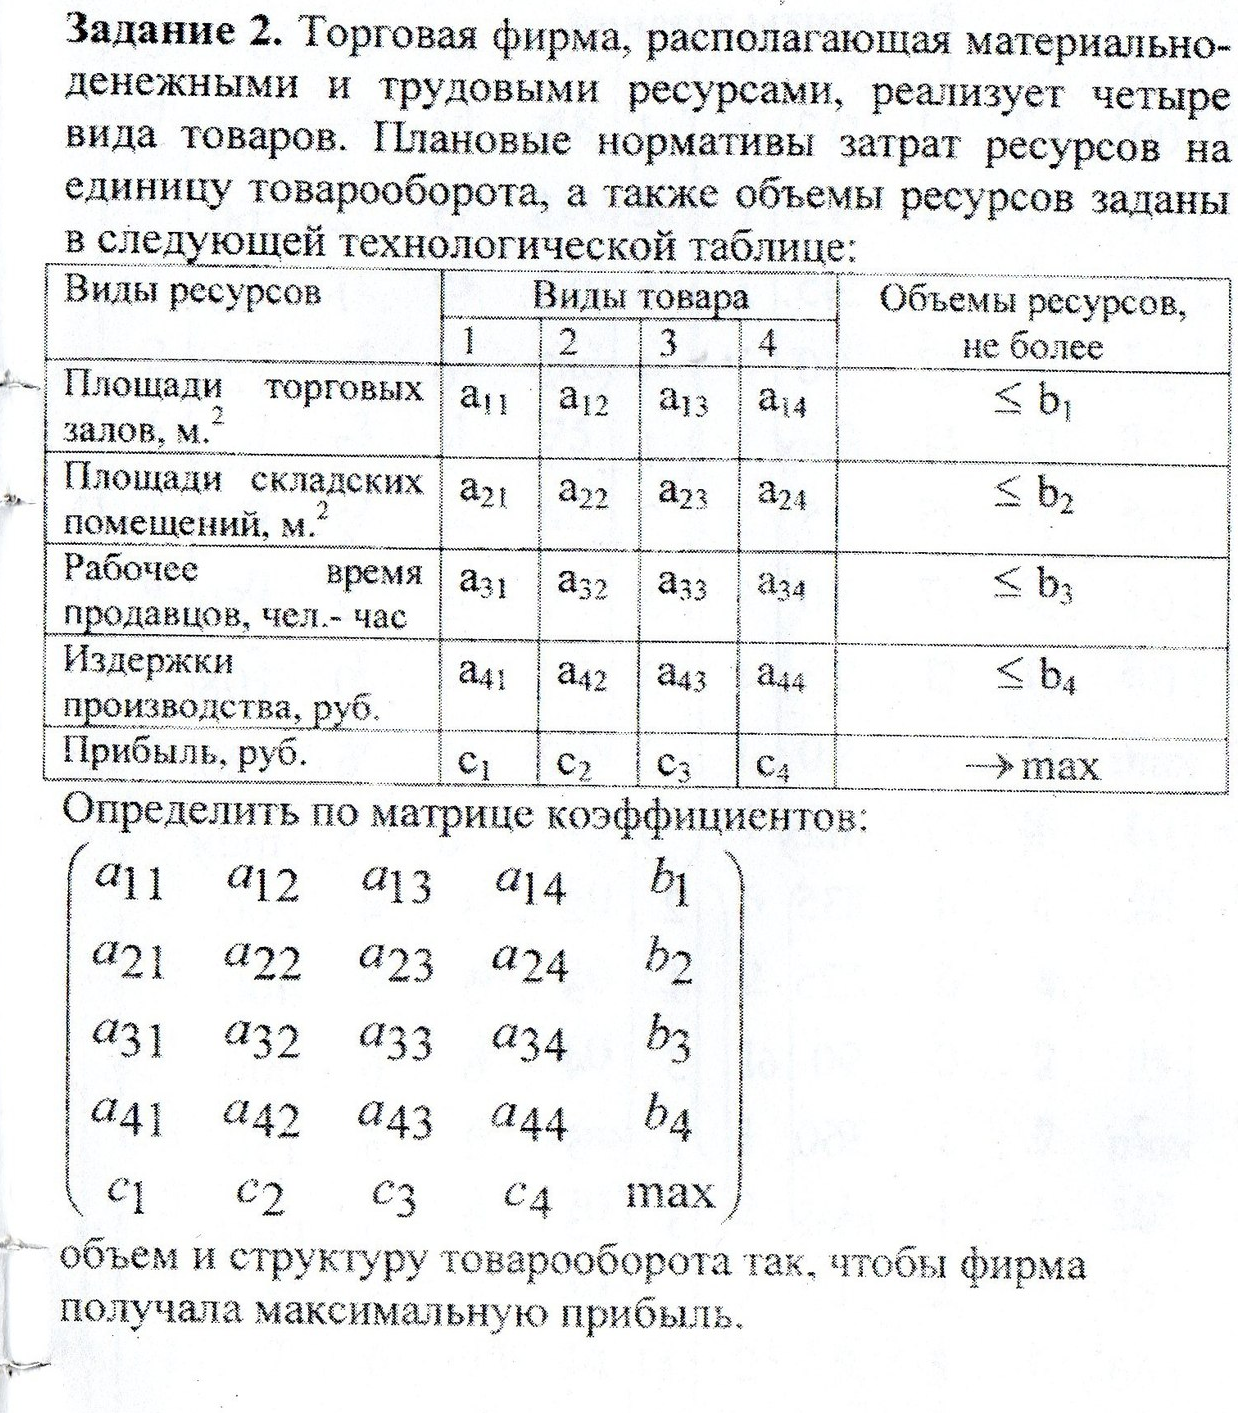 Задание 2. Торговая фирма, располагающая материально-
денежными и трудовыми ресурсами, реализует четыре
вида товаров. Плановые нормативы затрат ресурсов на
единицу товарооборота, а также объемы ресурсов заданы
в следующей технологической таблице:
Виды ресурсов Виды товара Объемы ресурсов,
1 2 3 4 не более
Площади торговых залов, м.² a₁₁ a₁₂ a₁₃ a₁₄ ≤ b₁
Площади складских помещений, м.² a₂₁ a₂₂ a₂₃ a₂₄ ≤ b₂
Рабочее время продавцов, чел.- час a₃₁ a₃₂ a₃₃ a₃₄ ≤ b₃
Издержки производства, руб. a₄₁ a₄₂ a₄₃ a₄₄ ≤ b₄
Прибыль, руб. c₁ c₂ c₃ c₄ → max
Определить по матрице коэффициентов:
a₁₁ a₁₂ a₁₃ a₁₄ b₁
a₂₁ a₂₂ a₂₃ a₂₄ b₂
a₃₁ a₃₂ a₃₃ a₃₄ b₃
a₄₁ a₄₂ a₄₃ a₄₄ b₄
c₁ c₂ c₃ c₄ max
объем и структуру товарооборота так, чтобы фирма
получала максимальную прибыль.